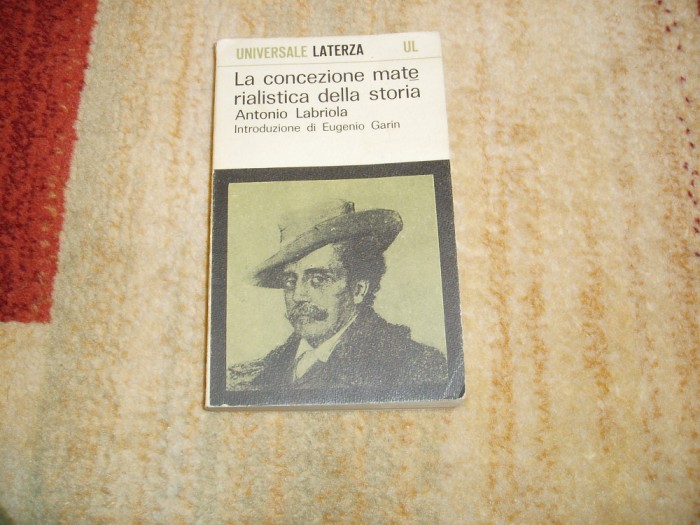 UNIVERSALE LATERZA UL
La concezione mate
rialistica della storia
Antonio Labriola
Introduzione di Eugenio Garin